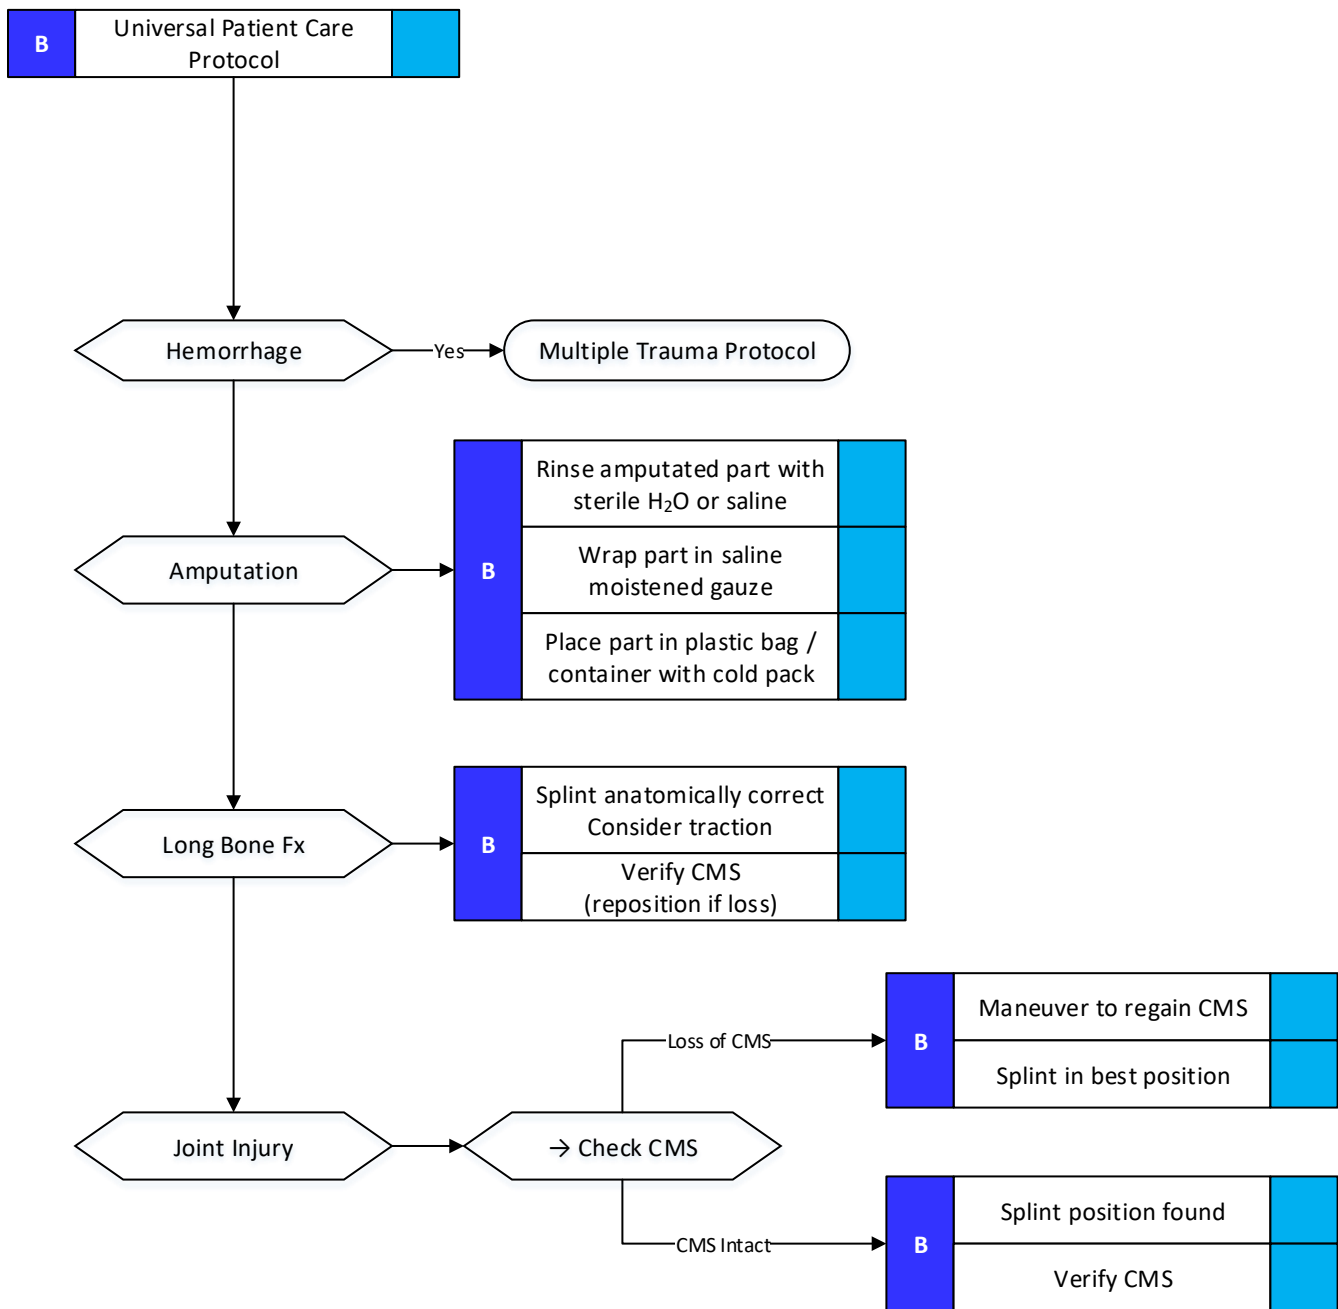 B
Universal Patient Care
Protocol
Hemorrhage
Yes
Multiple Trauma Protocol
Amputation
B
Rinse amputated part with
sterile H₂O or saline
Wrap part in saline
moistened gauze
Place part in plastic bag /
container with cold pack
Long Bone Fx
B
Splint anatomically correct
Consider traction
Verify CMS
(reposition if loss)
Joint Injury
→ Check CMS
Loss of CMS
B
Maneuver to regain CMS
Splint in best position
CMS Intact
B
Splint position found
Verify CMS